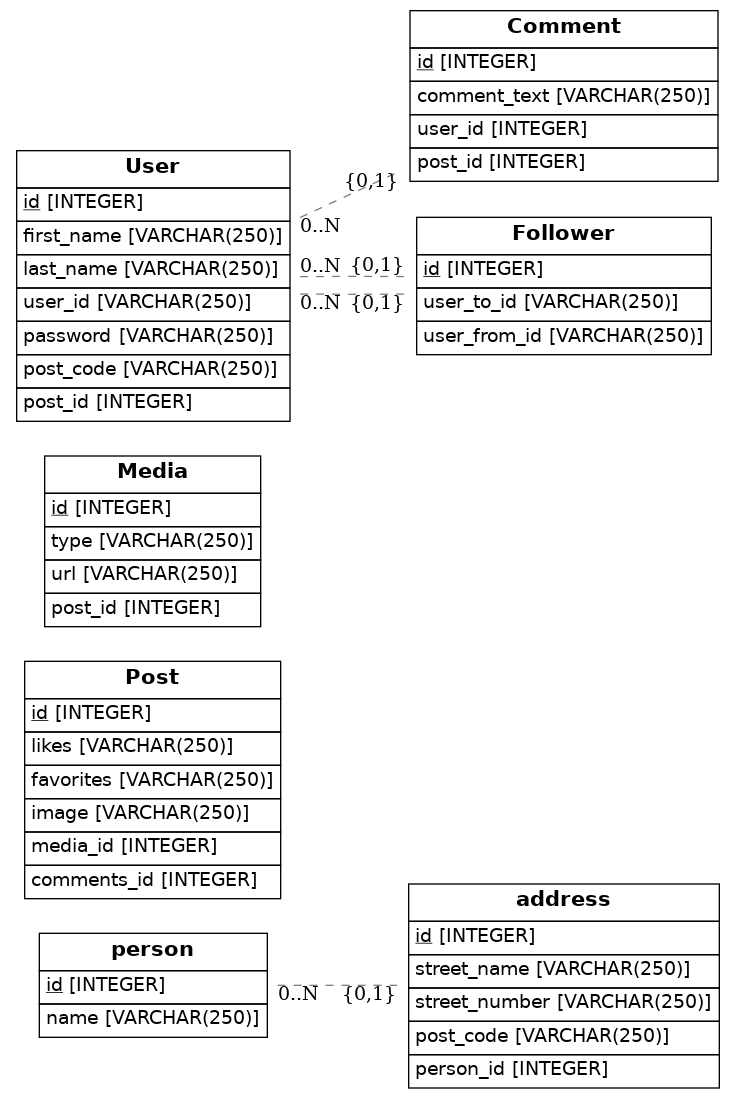 Comment
id [INTEGER]
comment_text [VARCHAR(250)]
user_id [INTEGER]
post_id [INTEGER]
User
id [INTEGER]
first_name [VARCHAR(250)]
last_name [VARCHAR(250)]
user_id [VARCHAR(250)]
password [VARCHAR(250)]
post_code [VARCHAR(250)]
post_id [INTEGER]
{0,1}
0..N
0..N {0,1}
0..N {0,1}
Follower
id [INTEGER]
user_to_id [VARCHAR(250)]
user_from_id [VARCHAR(250)]
Media
id [INTEGER]
type [VARCHAR(250)]
url [VARCHAR(250)]
post_id [INTEGER]
Post
id [INTEGER]
likes [VARCHAR(250)]
favorites [VARCHAR(250)]
image [VARCHAR(250)]
media_id [INTEGER]
comments_id [INTEGER]
person
id [INTEGER]
name [VARCHAR(250)]
0..N {0,1}
address
id [INTEGER]
street_name [VARCHAR(250)]
street_number [VARCHAR(250)]
post_code [VARCHAR(250)]
person_id [INTEGER]